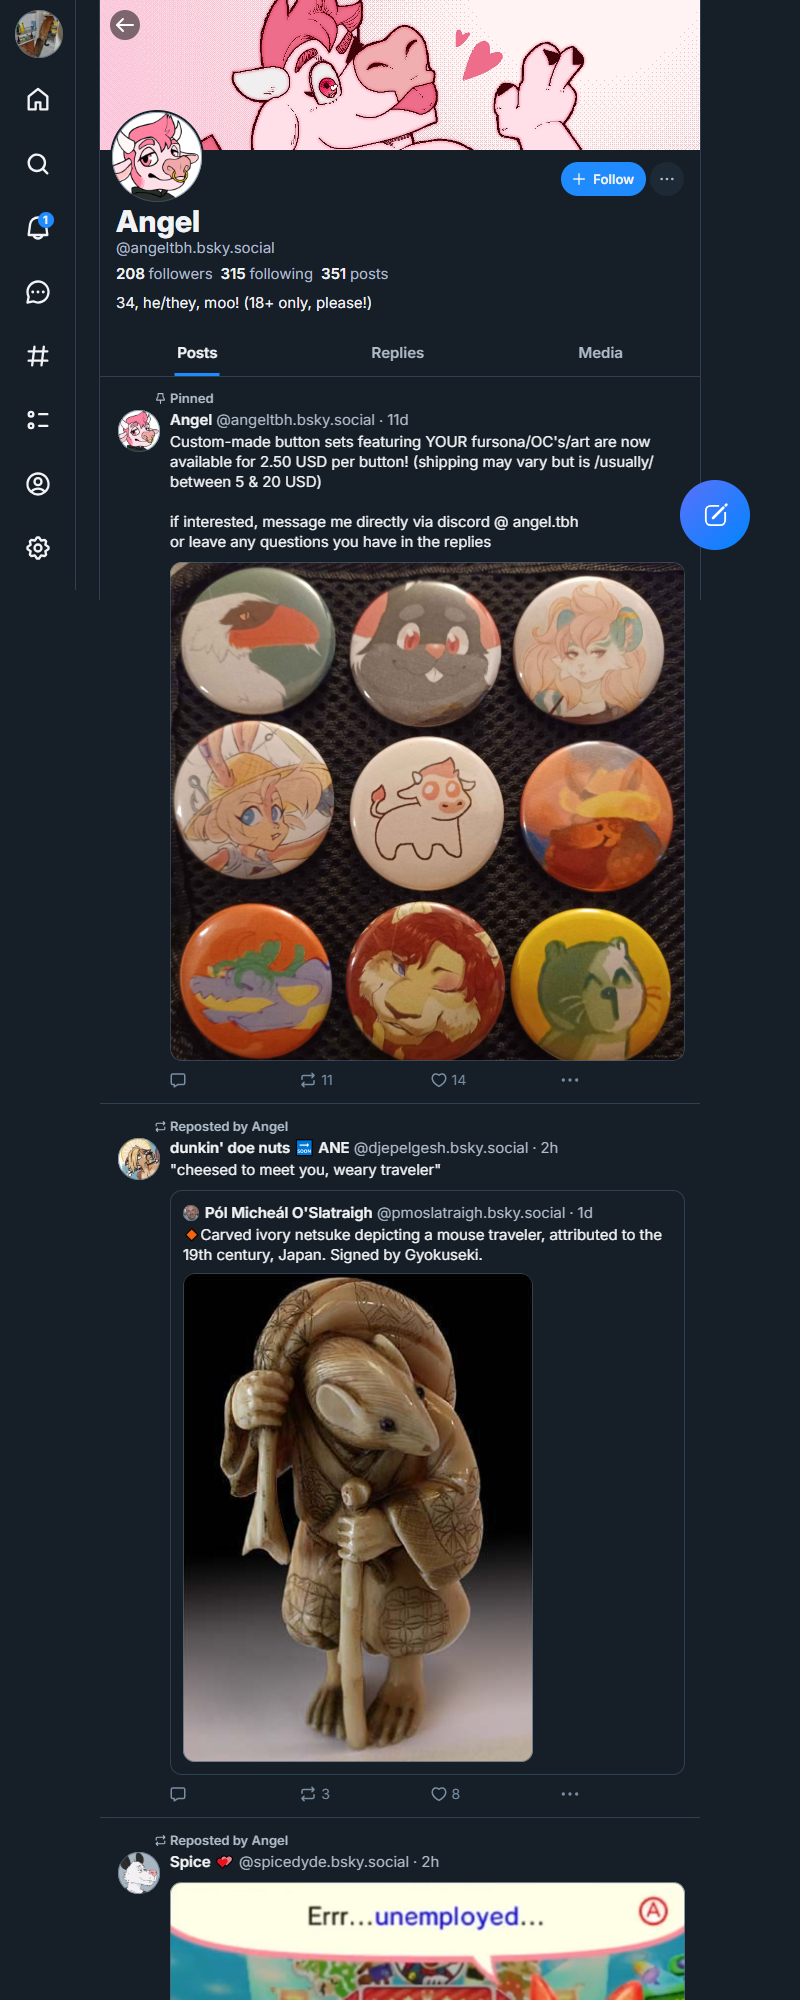 1
Follow
Angel
@angeltbh.bsky.social
208 followers 315 following 351 posts
34, he/they, moo! (18+ only, please!)
Posts
Replies
Media
Pinned
Angel @angeltbh.bsky.social · 11d
Custom-made button sets featuring YOUR fursona/OC's/art are now
available for 2.50 USD per button! (shipping may vary but is /usually/
between 5 & 20 USD)
if interested, message me directly via discord @ angel.tbh
or leave any questions you have in the replies
11
14
Reposted by Angel
dunkin' doe nuts 🔜 ANE @djepelgesh.bsky.social · 2h
"cheesed to meet you, weary traveler"
Pól Micheál O'Slatraigh @pmoslatraigh.bsky.social · 1d
🔸Carved ivory netsuke depicting a mouse traveler, attributed to the
19th century, Japan. Signed by Gyokuseki.
3
8
Reposted by Angel
Spice 💕 @spicedyde.bsky.social · 2h
Errr...unemployed...
A